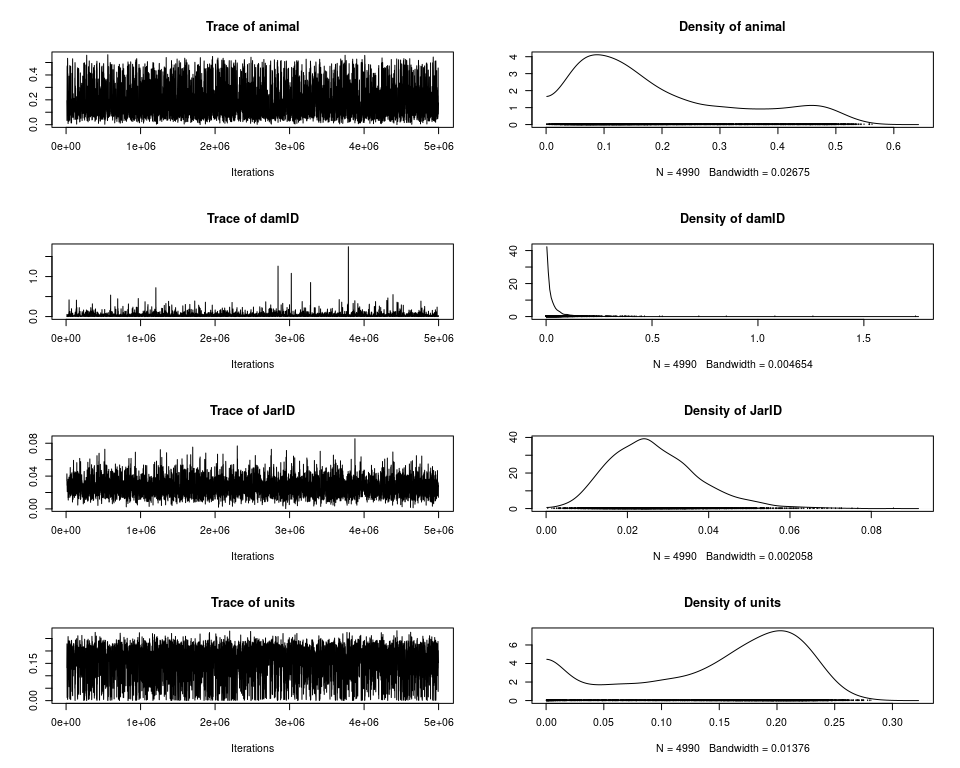 Trace of animal
0.0 0.2 0.4
0e+00 1e+06 2e+06 3e+06 4e+06 5e+06
Iterations
Density of animal
0 1 2 3 4
0.0 0.1 0.2 0.3 0.4 0.5 0.6
N = 4990 Bandwidth = 0.02675
Trace of damID
0.0 1.0
0e+00 1e+06 2e+06 3e+06 4e+06 5e+06
Iterations
Density of damID
0 20 40
0.0 0.5 1.0 1.5
N = 4990 Bandwidth = 0.004654
Trace of JarID
0.00 0.04 0.08
0e+00 1e+06 2e+06 3e+06 4e+06 5e+06
Iterations
Density of JarID
0 20 40
0.00 0.02 0.04 0.06 0.08
N = 4990 Bandwidth = 0.002058
Trace of units
0.00 0.15
0e+00 1e+06 2e+06 3e+06 4e+06 5e+06
Iterations
Density of units
0 2 4 6
0.00 0.05 0.10 0.15 0.20 0.25 0.30
N = 4990 Bandwidth = 0.01376